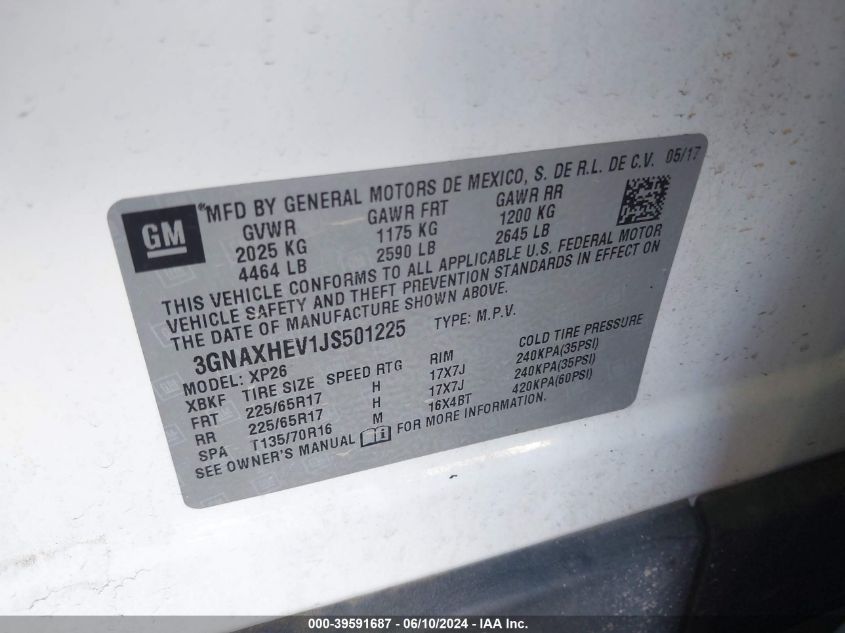 GM
"MFD BY GENERAL MOTORS DE MEXICO, S. DE R.L. DE C.V. 05/17
GVWR GAWR FRT GAWR RR
2025 KG 1175 KG 1200 KG
4464 LB 2590 LB 2645 LB
THIS VEHICLE CONFORMS TO ALL APPLICABLE U.S. FEDERAL MOTOR
VEHICLE SAFETY AND THEFT PREVENTION STANDARDS IN EFFECT ON
THE DATE OF MANUFACTURE SHOWN ABOVE.
3GNAXHEV1JS501225 TYPE: M.P.V.
MODEL: XP26
XBKF TIRE SIZE SPEED RTG RIM COLD TIRE PRESSURE
FRT 225/65R17 H 17X7J 240KPA(35PSI)
RR 225/65R17 H 17X7J 240KPA(35PSI)
SPA T135/70R16 M 16X4BT 420KPA(60PSI)
SEE OWNER'S MANUAL FOR MORE INFORMATION.
000-39591687 - 06/10/2024 - IAA Inc.